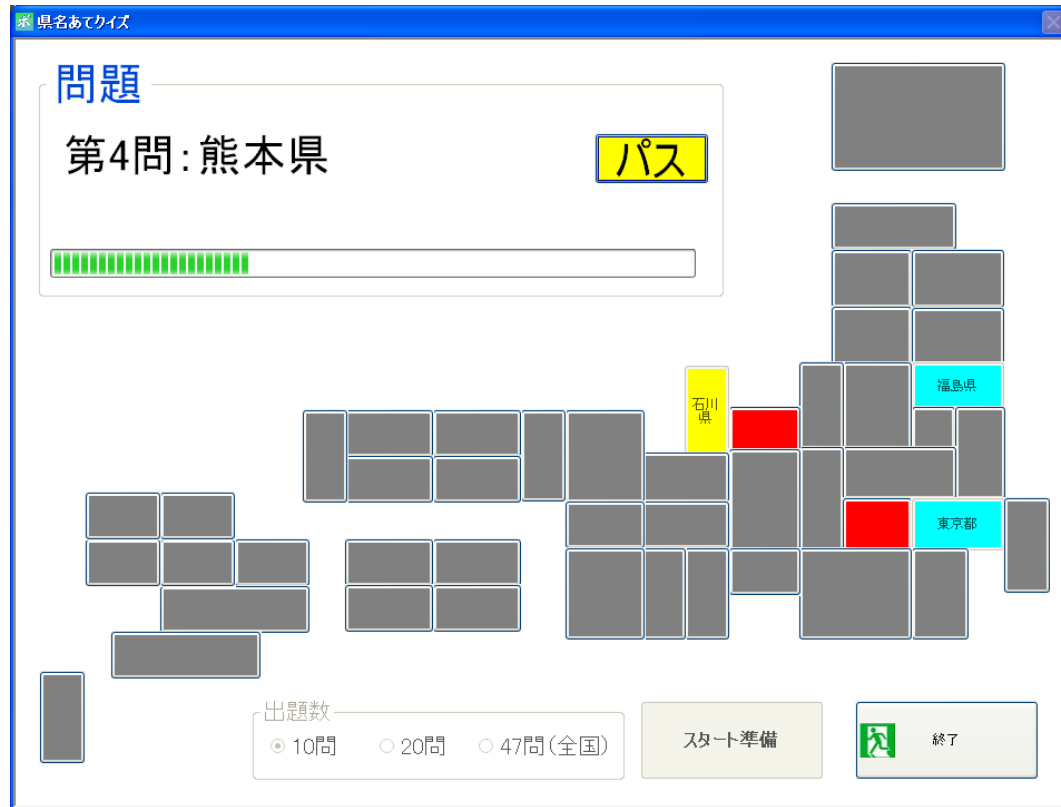 県名あてクイズ
問題
第4問:熊本県
パス
福島県
石川
県
東京都
出題数
10問
20問
47問(全国)
スタート準備
終了